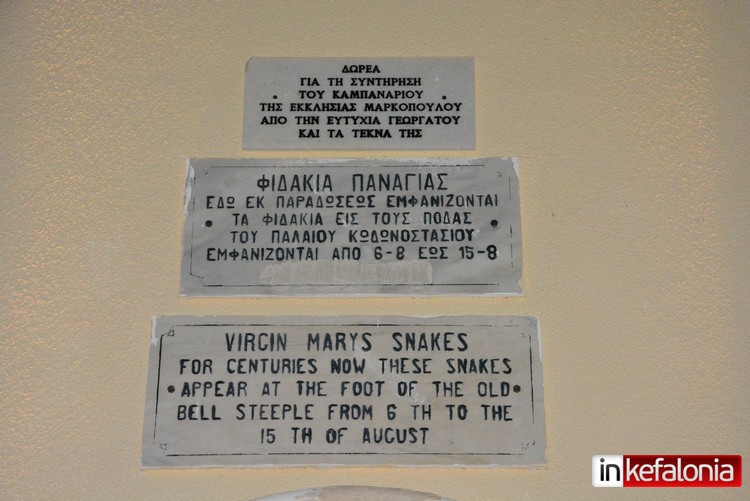 ΔΩΡΕΑ
ΓΙΑ ΤΗ ΣΥΝΤΗΡΗΣΗ
ΤΟΥ ΚΑΜΠΑΝΑΡΙΟΥ
ΤΗΣ ΕΚΚΛΗΣΙΑΣ ΜΑΡΚΟΠΟΥΛΟΥ
ΑΠΟ ΤΗΝ ΕΥΤΥΧΙΑ ΓΕΩΡΓΑΤΟΥ
ΚΑΙ ΤΑ ΤΕΚΝΑ ΤΗΣ
ΦΙΔΑΚΙΑ ΠΑΝΑΓΙΑΣ
ΕΔΩ ΕΚ ΠΑΡΑΔΩΣΕΩΣ ΕΜΦΑΝΙΖΟΝΤΑΙ
ΤΑ ΦΙΔΑΚΙΑ ΕΙΣ ΤΟΥΣ ΠΟΔΑΣ
ΤΟΥ ΠΑΛΑΙΟΥ ΚΩΔΩΝΟΣΤΑΣΙΟΥ
ΕΜΦΑΝΙΖΟΝΤΑΙ ΑΠΟ 6-8 ΕΩΣ 15-8
VIRGIN MARYS SNAKES
FOR CENTURIES NOW THESE SNAKES
APPEAR AT THE FOOT OF THE OLD
BELL STEEPLE FROM 6 TH TO THE
15 TH OF AUGUST
inkefalonia